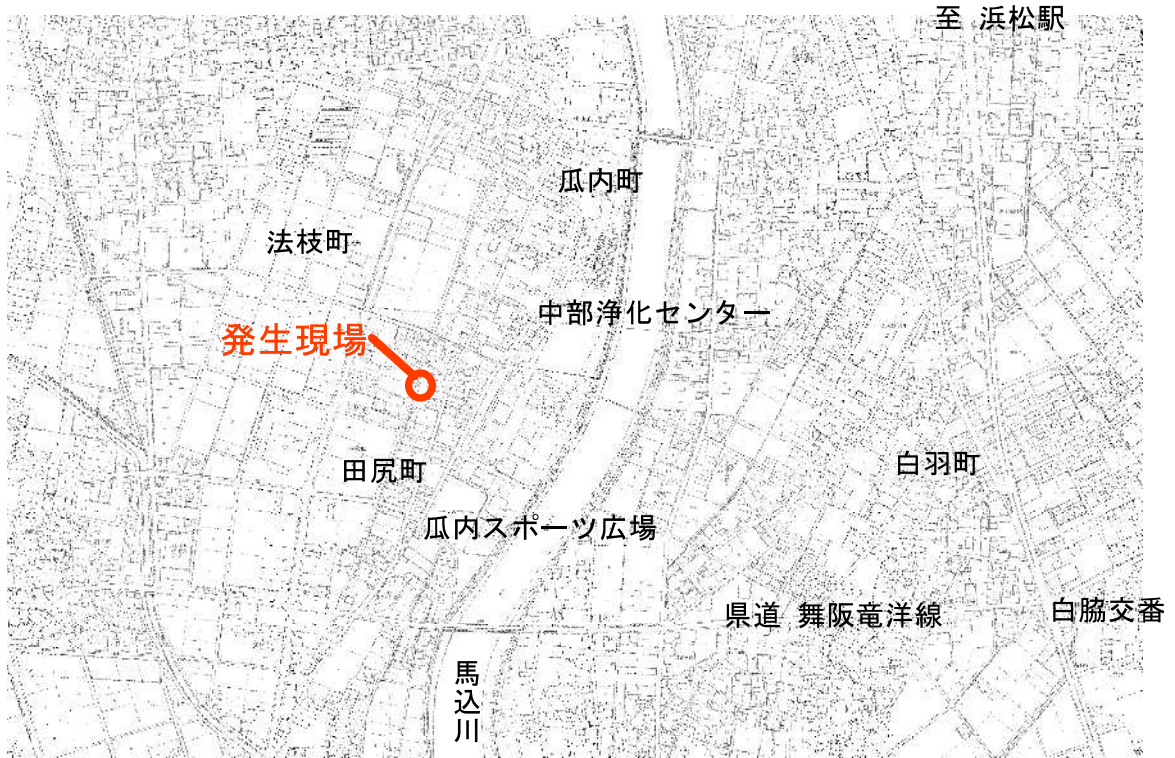 至 浜松駅
瓜内町
法枝町
中部浄化センター
発生現場
白羽町
田尻町
瓜内スポーツ広場
県道 舞阪竜洋線
白脇交番
馬込川